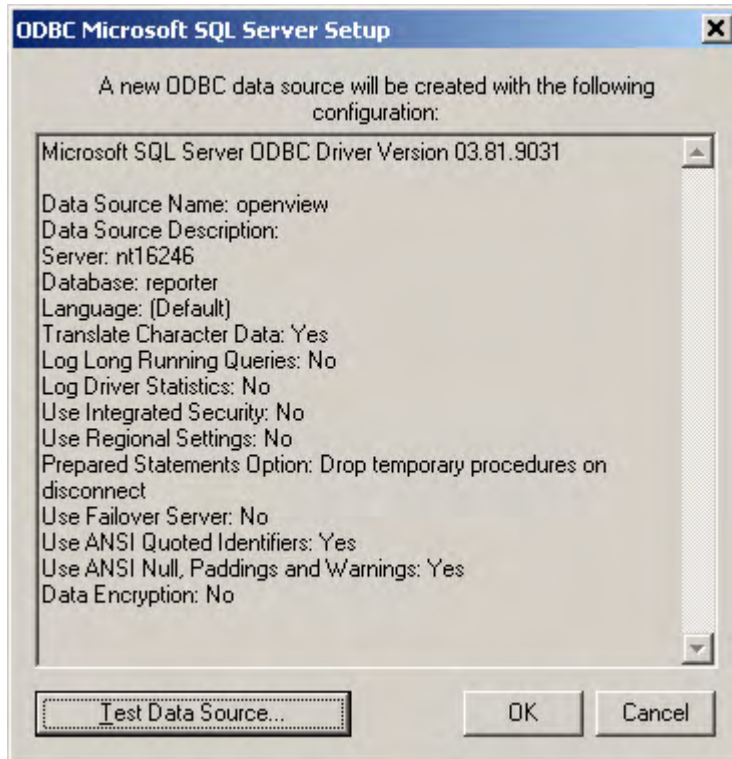 ODBC Microsoft SQL Server Setup
A new ODBC data source will be created with the following
configuration:
Microsoft SQL Server ODBC Driver Version 03.81.9031
Data Source Name: openview
Data Source Description:
Server: nt16246
Database: reporter
Language: (Default)
Translate Character Data: Yes
Log Long Running Queries: No
Log Driver Statistics: No
Use Integrated Security: No
Use Regional Settings: No
Prepared Statements Option: Drop temporary procedures on
disconnect
Use Failover Server: No
Use ANSI Quoted Identifiers: Yes
Use ANSI Null, Paddings and Warnings: Yes
Data Encryption: No
Test Data Source... OK Cancel